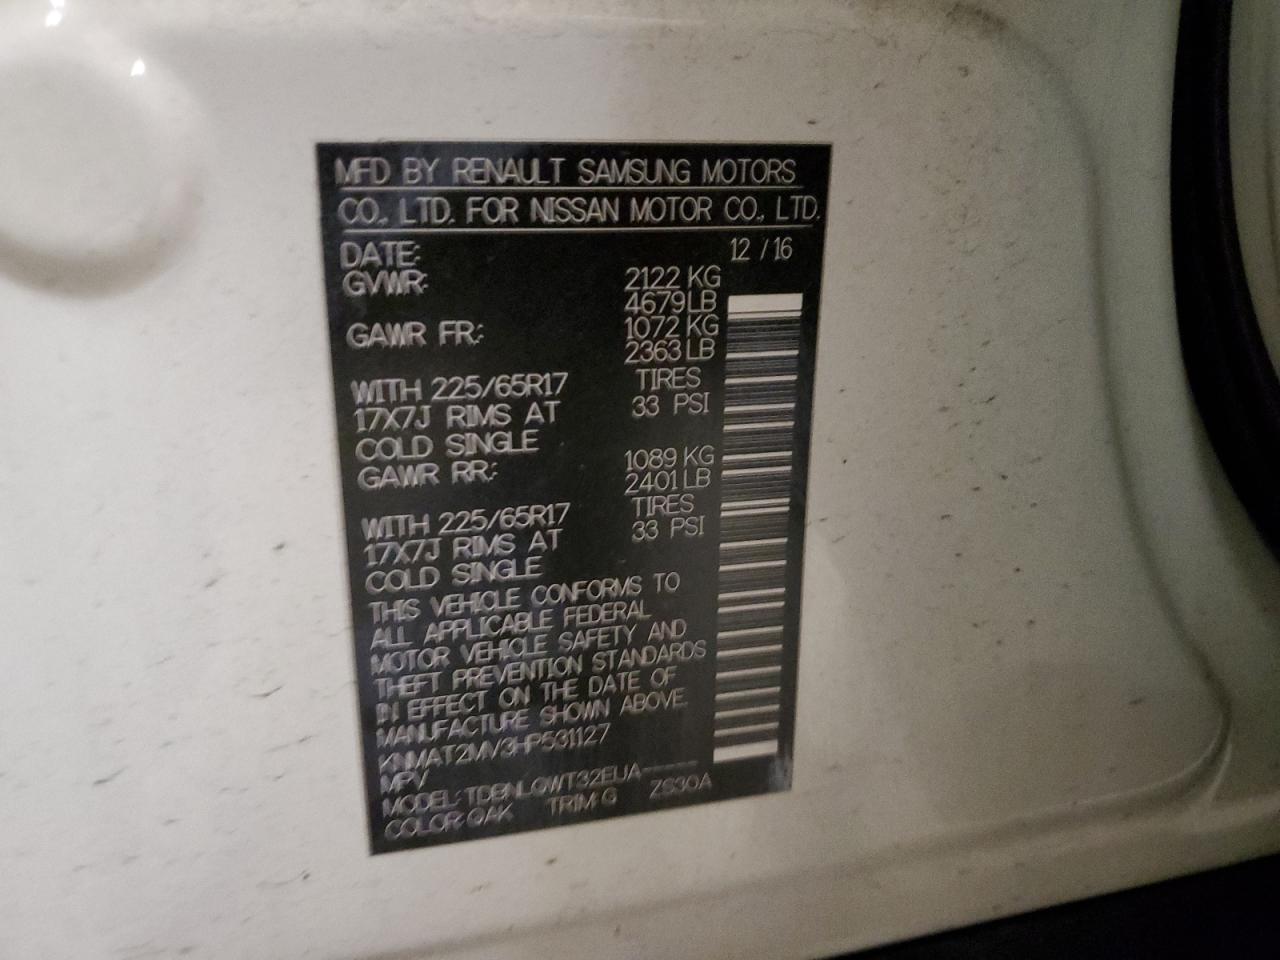 MFD BY RENAULT SAMSUNG MOTORS
CO., LTD. FOR NISSAN MOTOR CO., LTD.
DATE: 12 / 16
GVWR: 2122 KG
4679 LB
GAWR FR: 1072 KG
2363 LB
WITH 225/65R17 TIRES
17X7J RIMS AT 33 PSI
COLD SINGLE
GAWR RR: 1089 KG
2401 LB
WITH 225/65R17 TIRES
17X7J RIMS AT 33 PSI
COLD SINGLE
THIS VEHICLE CONFORMS TO
ALL APPLICABLE FEDERAL
MOTOR VEHICLE SAFETY AND
THEFT PREVENTION STANDARDS
IN EFFECT ON THE DATE OF
MANUFACTURE SHOWN ABOVE.
KNMAT2MV3HP531127
MPV
MODEL: TDBNLGWT32EUA-----
COLOR: QAK TRIM: G ZS30A